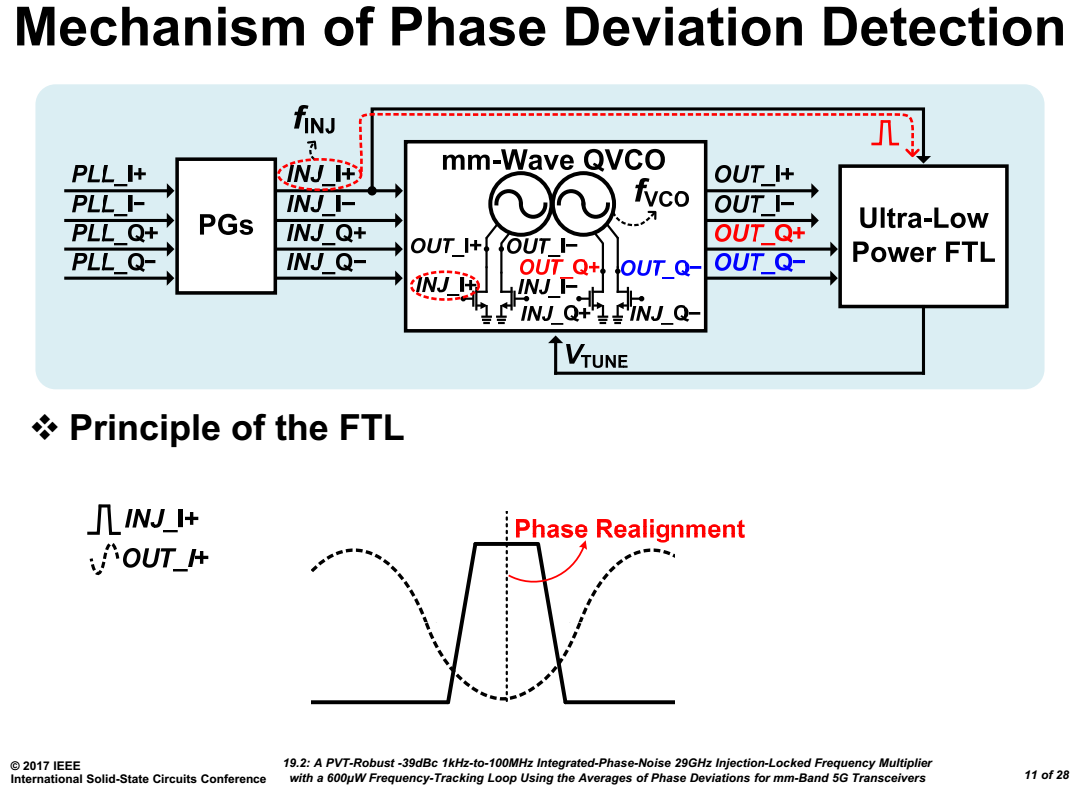 Mechanism of Phase Deviation Detection
fINJ
PLL_I+
PLL_I−
PLL_Q+
PLL_Q−
PGs
INJ_I+
INJ_I−
INJ_Q+
INJ_Q−
mm-Wave QVCO
fVCO
OUT_I+
OUT_I−
OUT_Q+
OUT_Q−
INJ_I+
INJ_I−
INJ_Q+
INJ_Q−
OUT_I+
OUT_I−
OUT_Q+
OUT_Q−
Ultra-Low
Power FTL
VTUNE
❖ Principle of the FTL
INJ_I+
OUT_I+
Phase Realignment
© 2017 IEEE
International Solid-State Circuits Conference
19.2: A PVT-Robust -39dBc 1kHz-to-100MHz Integrated-Phase-Noise 29GHz Injection-Locked Frequency Multiplier
with a 600µW Frequency-Tracking Loop Using the Averages of Phase Deviations for mm-Band 5G Transceivers
11 of 28